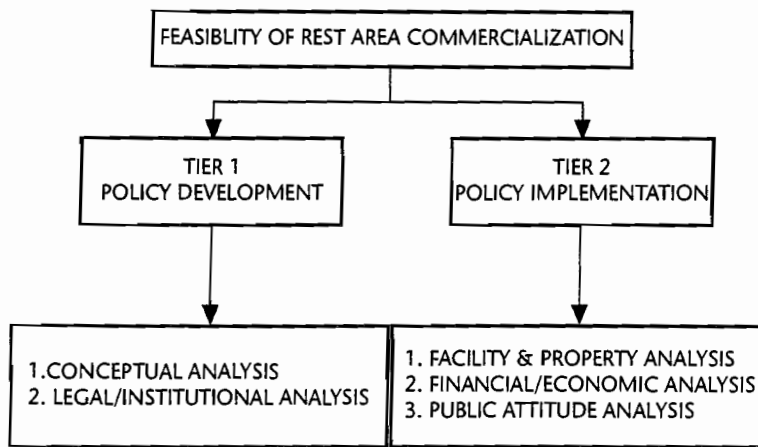 FEASIBLITY OF REST AREA COMMERCIALIZATION
TIER 1
POLICY DEVELOPMENT
TIER 2
POLICY IMPLEMENTATION
1.CONCEPTUAL ANALYSIS
2. LEGAL/INSTITUTIONAL ANALYSIS
1. FACILITY & PROPERTY ANALYSIS
2. FINANCIAL/ECONOMIC ANALYSIS
3. PUBLIC ATTITUDE ANALYSIS